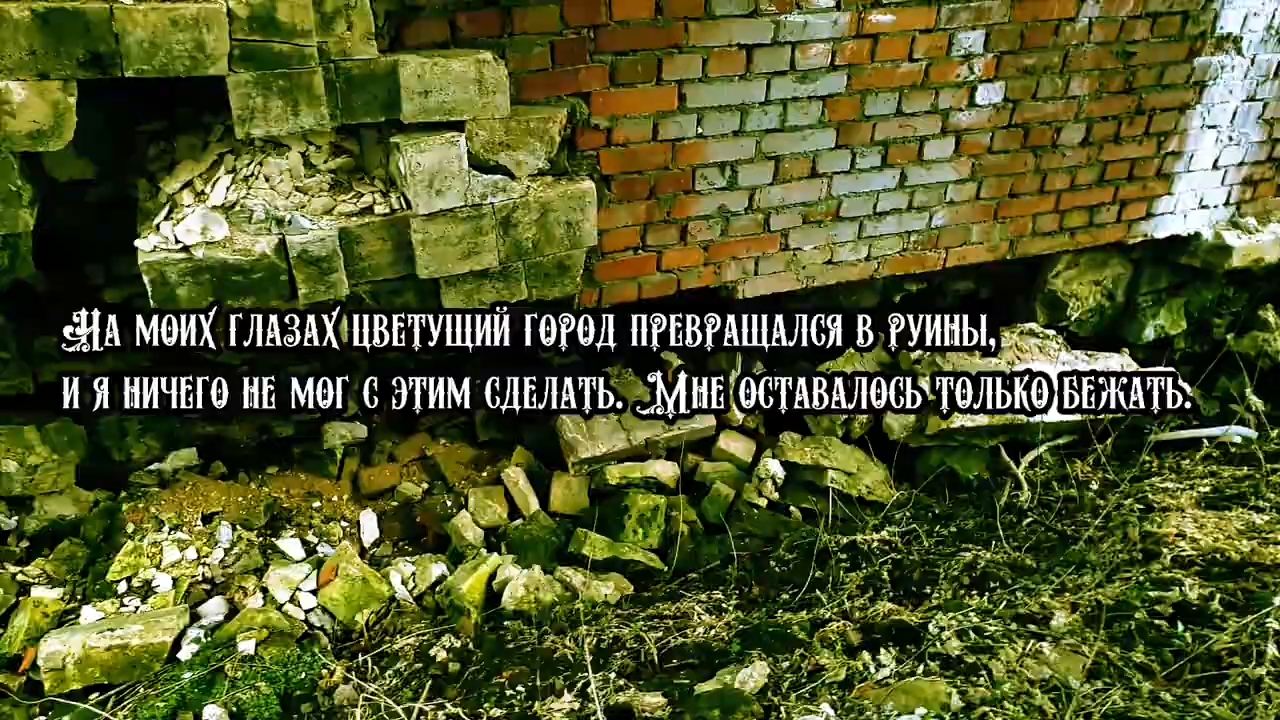 На моих глазах цветущий город превращался в руины,
и я ничего не мог с этим сделать. Мне оставалось только бежать.